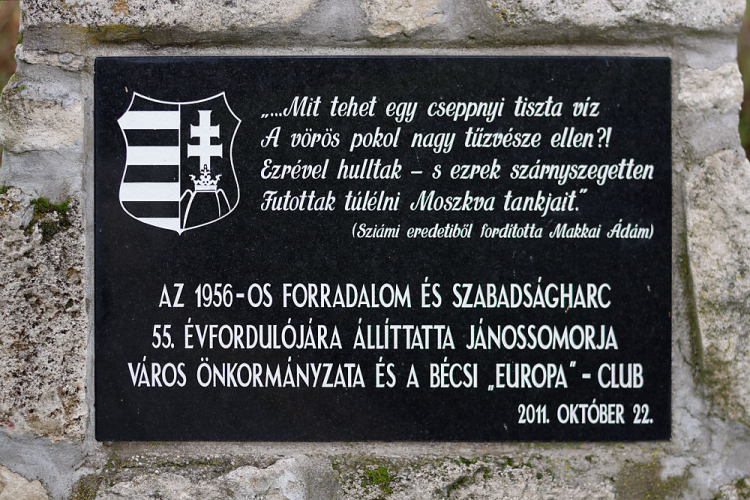 „...Mit tehet egy cseppnyi tiszta víz
A vörös pokol nagy tűzvésze ellen?!
Ezrével hulltak – s ezrek szárnyszegetten
Futottak túlélni Moszkva tankjait."
(Sziámi eredetiből fordította Makkai Ádám)
AZ 1956-OS FORRADALOM ÉS SZABADSÁGHARC
55. ÉVFORDULÓJÁRA ÁLLÍTTATTA JÁNOSSOMORJA
VÁROS ÖNKORMÁNYZATA ÉS A BÉCSI „EUROPA" - CLUB
2011. OKTÓBER 22.